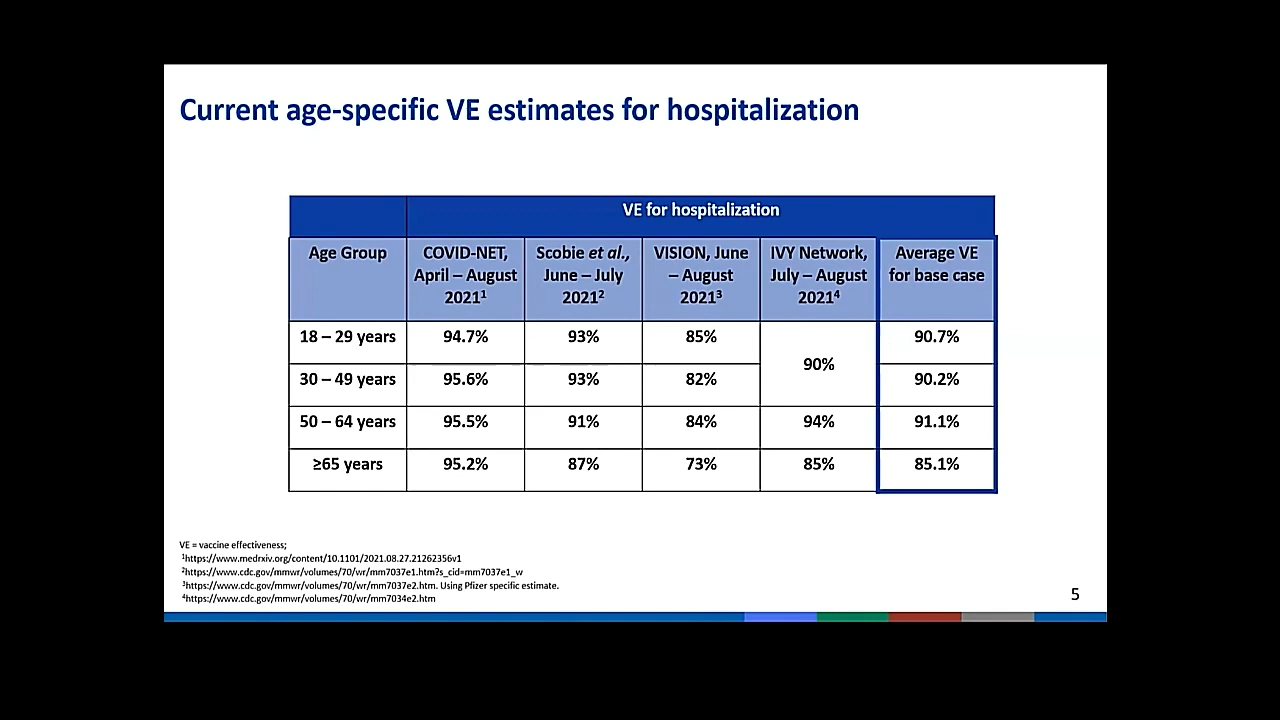 Current age-specific VE estimates for hospitalization
VE for hospitalization
Age Group
COVID-NET,
April – August
2021¹
Scobie et al.,
June – July
2021²
VISION, June
– August
2021³
IVY Network,
July – August
2021⁴
Average VE
for base case
18 – 29 years
94.7%
93%
85%
90%
90.7%
30 – 49 years
95.6%
93%
82%
90.2%
50 – 64 years
95.5%
91%
84%
94%
91.1%
≥65 years
95.2%
87%
73%
85%
85.1%
VE = vaccine effectiveness;
¹https://www.medrxiv.org/content/10.1101/2021.08.27.21262356v1
²https://www.cdc.gov/mmwr/volumes/70/wr/mm7037e1.htm?s_cid=mm7037e1_w
³https://www.cdc.gov/mmwr/volumes/70/wr/mm7037e2.htm. Using Pfizer specific estimate.
⁴https://www.cdc.gov/mmwr/volumes/70/wr/mm7034e2.htm
5